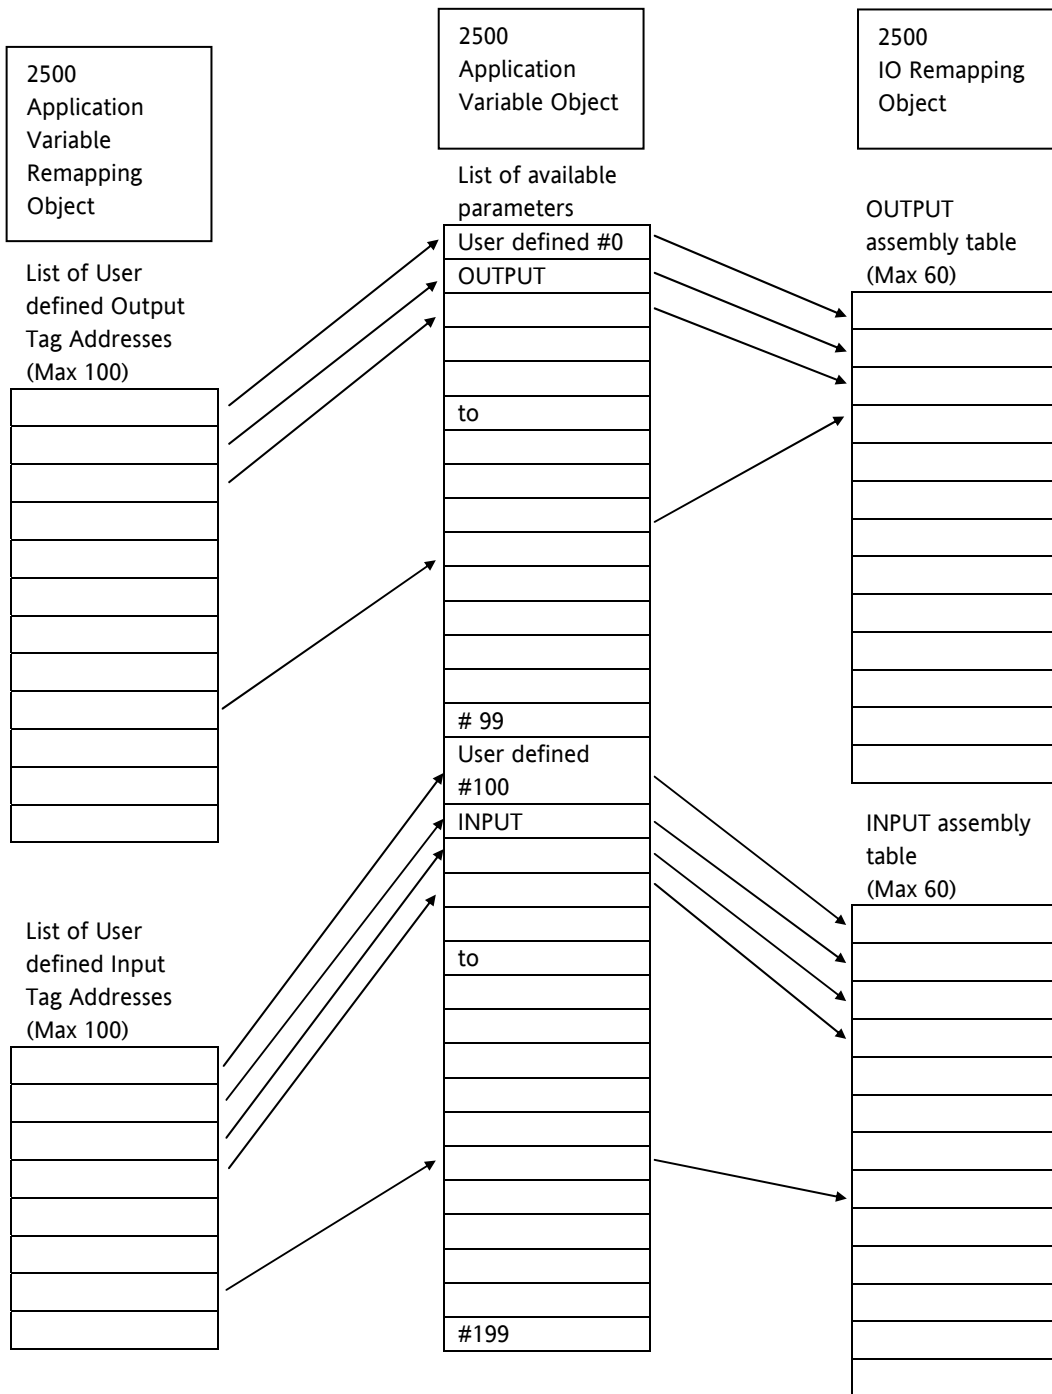 2500
Application
Variable
Remapping
Object
List of User
defined Output
Tag Addresses
(Max 100)
List of User
defined Input
Tag Addresses
(Max 100)
2500
Application
Variable Object
List of available
parameters
User defined #0
OUTPUT
to
# 99
User defined
#100
INPUT
to
#199
2500
IO Remapping
Object
OUTPUT
assembly table
(Max 60)
INPUT assembly
table
(Max 60)